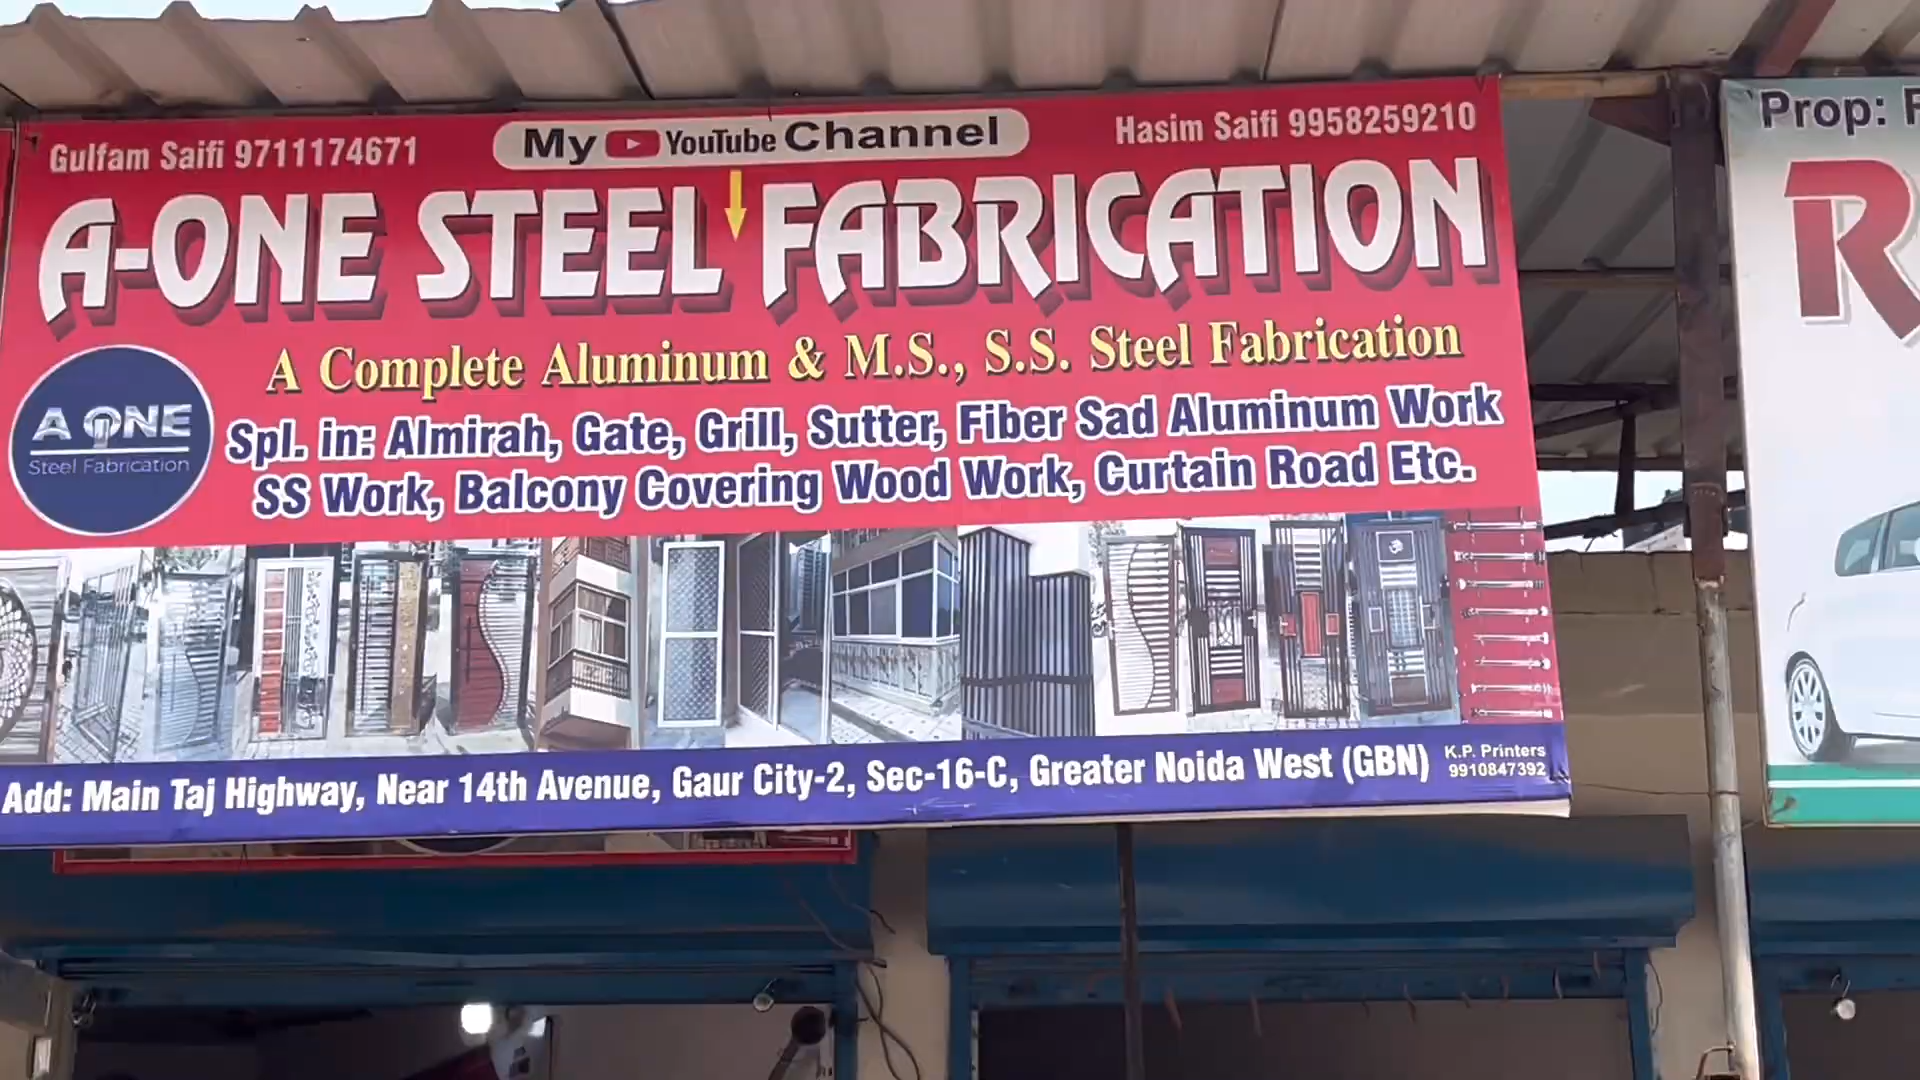 Gulfam Saifi 9711174671
My YouTube Channel
Hasim Saifi 9958259210
A-ONE STEEL FABRICATION
A Complete Aluminum & M.S., S.S. Steel Fabrication
A ONE
Steel Fabrication
Spl. in: Almirah, Gate, Grill, Sutter, Fiber Sad Aluminum Work
SS Work, Balcony Covering Wood Work, Curtain Road Etc.
Add: Main Taj Highway, Near 14th Avenue, Gaur City-2, Sec-16-C, Greater Noida West (GBN)
K.P. Printers
9910847392
Prop:
R